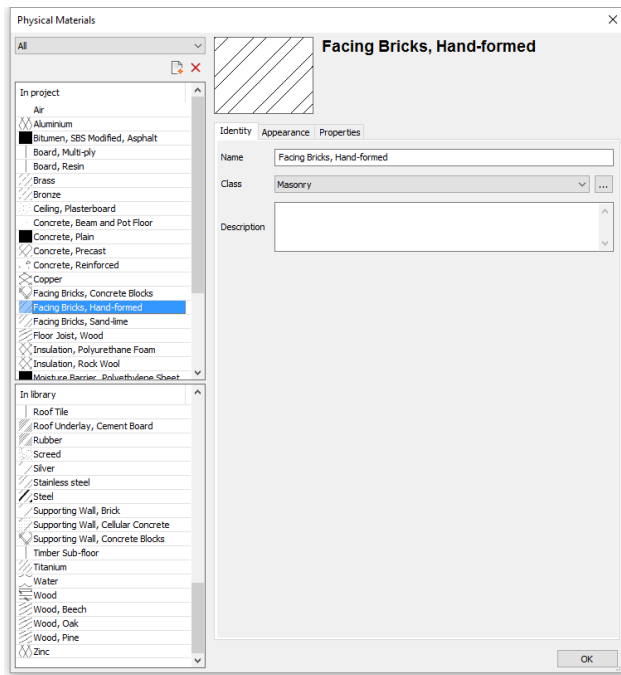 Physical Materials
All
In project
Air
Aluminium
Bitumen, SBS Modified, Asphalt
Board, Multi-ply
Board, Resin
Brass
Bronze
Ceiling, Plasterboard
Concrete, Beam and Pot Floor
Concrete, Plain
Concrete, Precast
Concrete, Reinforced
Copper
Facing Bricks, Concrete Blocks
Facing Bricks, Hand-formed
Facing Bricks, Sand-lime
Floor Joist, Wood
Insulation, Polyurethane Foam
Insulation, Rock Wool
Moisture Barrier, Polyethylene Sheet
In library
Roof Tile
Roof Underlay, Cement Board
Rubber
Screed
Silver
Stainless steel
Steel
Supporting Wall, Brick
Supporting Wall, Cellular Concrete
Supporting Wall, Concrete Blocks
Timber Sub-floor
Titanium
Water
Wood
Wood, Beech
Wood, Oak
Wood, Pine
Zinc
Facing Bricks, Hand-formed
Identity Appearance Properties
Name Facing Bricks, Hand-formed
Class Masonry ...
Description
OK